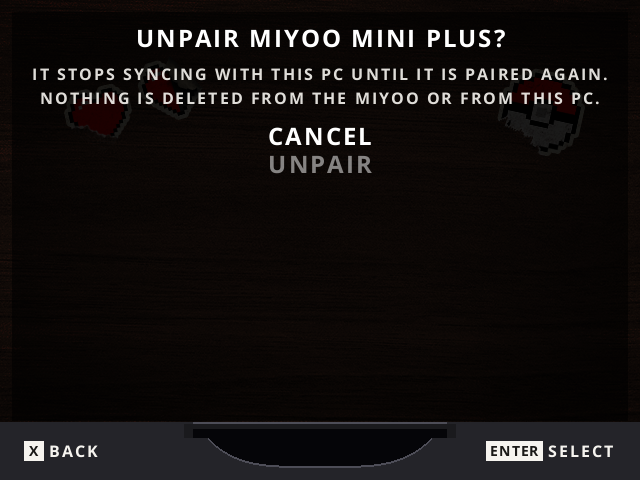 UNPAIR MIYOO MINI PLUS?
IT STOPS SYNCING WITH THIS PC UNTIL IT IS PAIRED AGAIN.
NOTHING IS DELETED FROM THE MIYOO OR FROM THIS PC.
CANCEL
UNPAIR
X BACK
ENTER SELECT